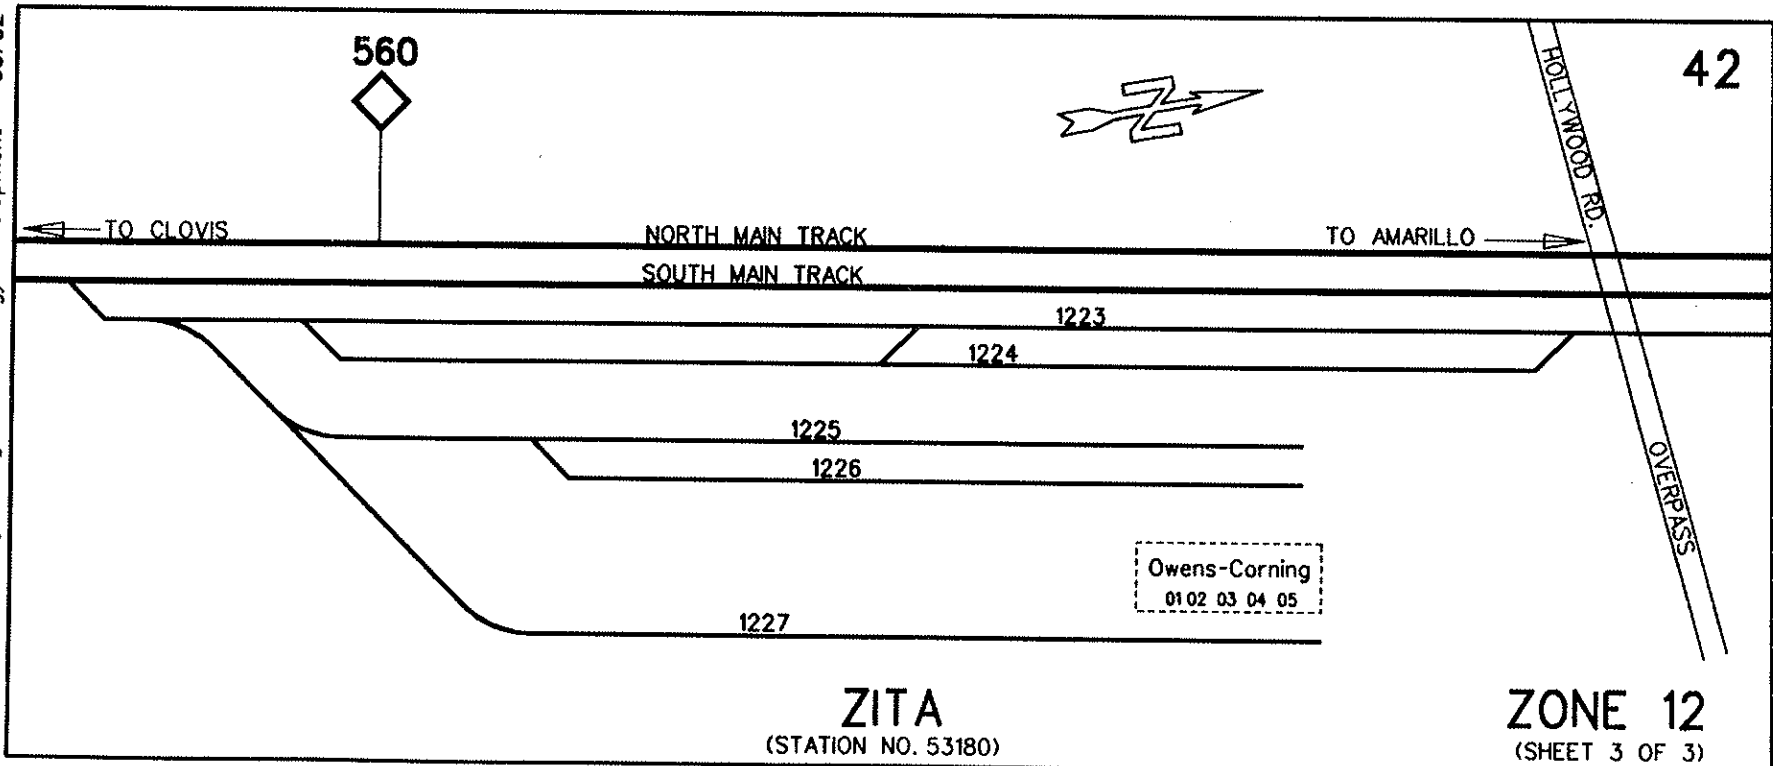 560
42
HOLLYWOOD RD.
TO CLOVIS
NORTH MAIN TRACK
TO AMARILLO
SOUTH MAIN TRACK
1223
1224
1225
1226
OVERPASS
Owens-Corning
01 02 03 04 05
1227
ZITA
(STATION NO. 53180)
ZONE 12
(SHEET 3 OF 3)